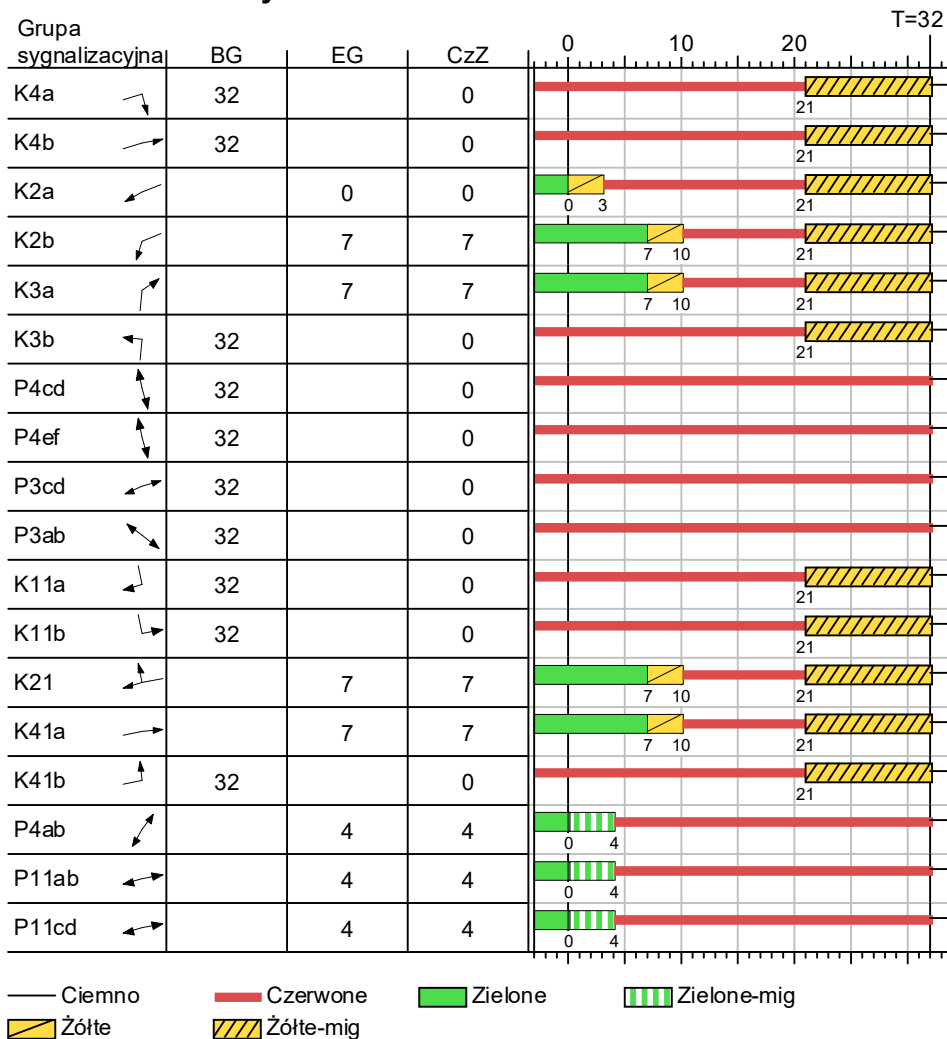 T=32
Grupa
sygnalizacyjna BG EG CzZ 0 10 20
K4a 32 0 21
K4b 32 0 21
K2a 0 0 0 3 21
K2b 7 7 7 10 21
K3a 7 7 7 10 21
K3b 32 0 21
P4cd 32 0
P4ef 32 0
P3cd 32 0
P3ab 32 0
K11a 32 0 21
K11b 32 0 21
K21 7 7 7 10 21
K41a 7 7 7 10 21
K41b 32 0 21
P4ab 4 4 0 4
P11ab 4 4 0 4
P11cd 4 4 0 4
Ciemno Czerwone Zielone Zielone-mig
Żółte Żółte-mig